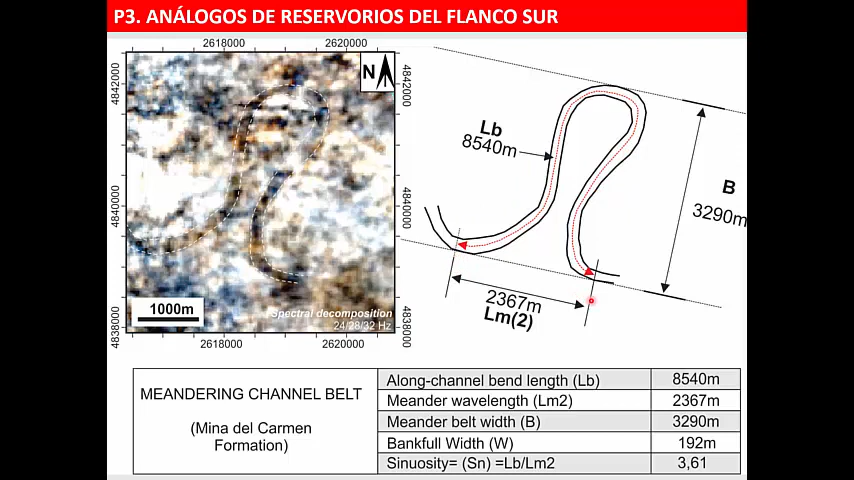 P3. ANÁLOGOS DE RESERVORIOS DEL FLANCO SUR
2618000 2620000
4842000
4840000
4838000
N
4842000
4840000
4838000
1000m
Spectral decomposition
24/28/32 Hz
2618000 2620000
Lb
8540m
B
3290m
2367m
Lm(2)
MEANDERING CHANNEL BELT
(Mina del Carmen
Formation)
Along-channel bend length (Lb) 8540m
Meander wavelength (Lm2) 2367m
Meander belt width (B) 3290m
Bankfull Width (W) 192m
Sinuosity= (Sn) =Lb/Lm2 3,61